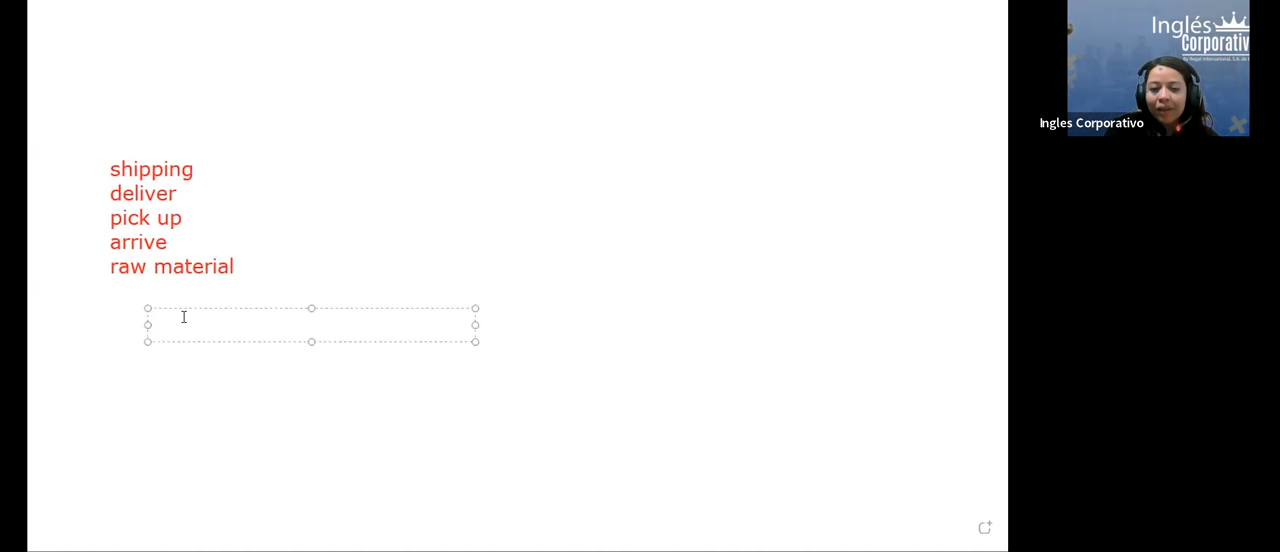 Inglés
Corporativ
shipping
deliver
pick up
arrive
raw material
Ingles Corporativo